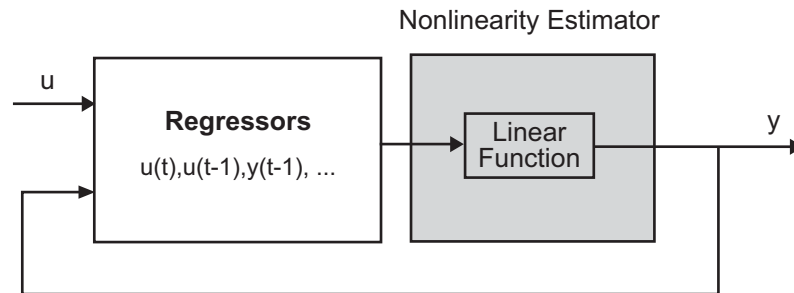 Nonlinearity Estimator
u
Regressors
u(t),u(t-1),y(t-1), ...
Linear
Function
y